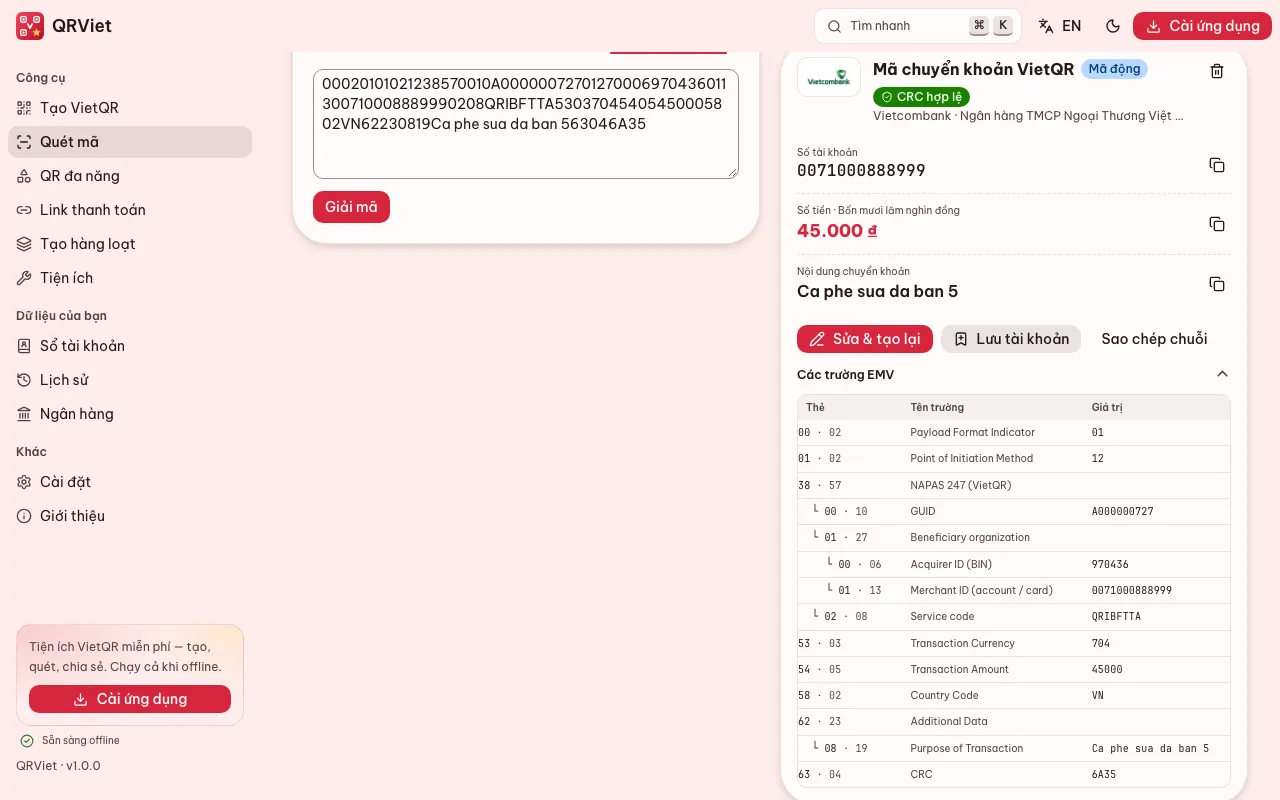 QRViet
Tìm nhanh
⌘ K
EN
Cài ứng dụng
Công cụ
Tạo VietQR
Quét mã
QR đa năng
Link thanh toán
Tạo hàng loạt
Tiện ích
Dữ liệu của bạn
Sổ tài khoản
Lịch sử
Ngân hàng
Khác
Cài đặt
Giới thiệu
Tiện ích VietQR miễn phí — tạo,
quét, chia sẻ. Chạy cả khi offline.
Cài ứng dụng
Sẵn sàng offline
QRViet · v1.0.0
00020101021238570010A00000072701270006970436011
300710008889990208QRIBFTTA530370454054500058
02VN62230819Ca phe sua da ban 563046A35
Giải mã
Vietcombank
Mã chuyển khoản VietQR
Mã động
CRC hợp lệ
Vietcombank · Ngân hàng TMCP Ngoại Thương Việt ...
Số tài khoản
0071000888999
Số tiền · Bốn mươi lăm nghìn đồng
45.000 ₫
Nội dung chuyển khoản
Ca phe sua da ban 5
Sửa & tạo lại
Lưu tài khoản
Sao chép chuỗi
Các trường EMV
Thẻ Tên trường Giá trị
00 · 02 Payload Format Indicator 01
01 · 02 Point of Initiation Method 12
38 · 57 NAPAS 247 (VietQR)
└ 00 · 10 GUID A000000727
└ 01 · 27 Beneficiary organization
└ 00 · 06 Acquirer ID (BIN) 970436
└ 01 · 13 Merchant ID (account / card) 0071000888999
└ 02 · 08 Service code QRIBFTTA
53 · 03 Transaction Currency 704
54 · 05 Transaction Amount 45000
58 · 02 Country Code VN
62 · 23 Additional Data
└ 08 · 19 Purpose of Transaction Ca phe sua da ban 5
63 · 04 CRC 6A35